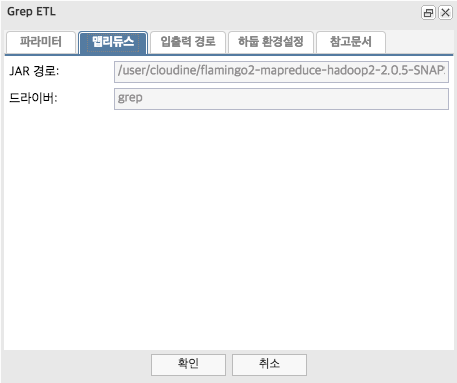 Grep ETL
파라미터 맵리듀스 입출력 경로 하둡 환경설정 참고문서
JAR 경로: /user/cloudine/flamingo2-mapreduce-hadoop2-2.0.5-SNAP
드라이버: grep
확인 취소